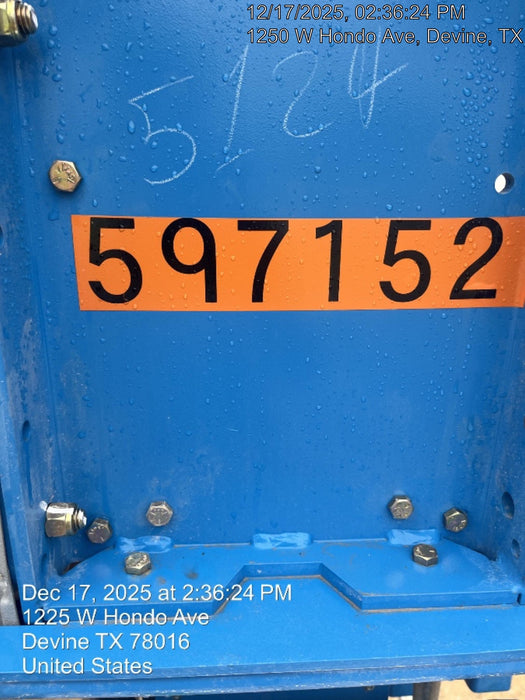 12/17/2025, 02:36:24 PM
1250 W Hondo Ave, Devine, TX
5124
597152
Dec 17, 2025 at 2:36:24 PM
1225 W Hondo Ave
Devine TX 78016
United States